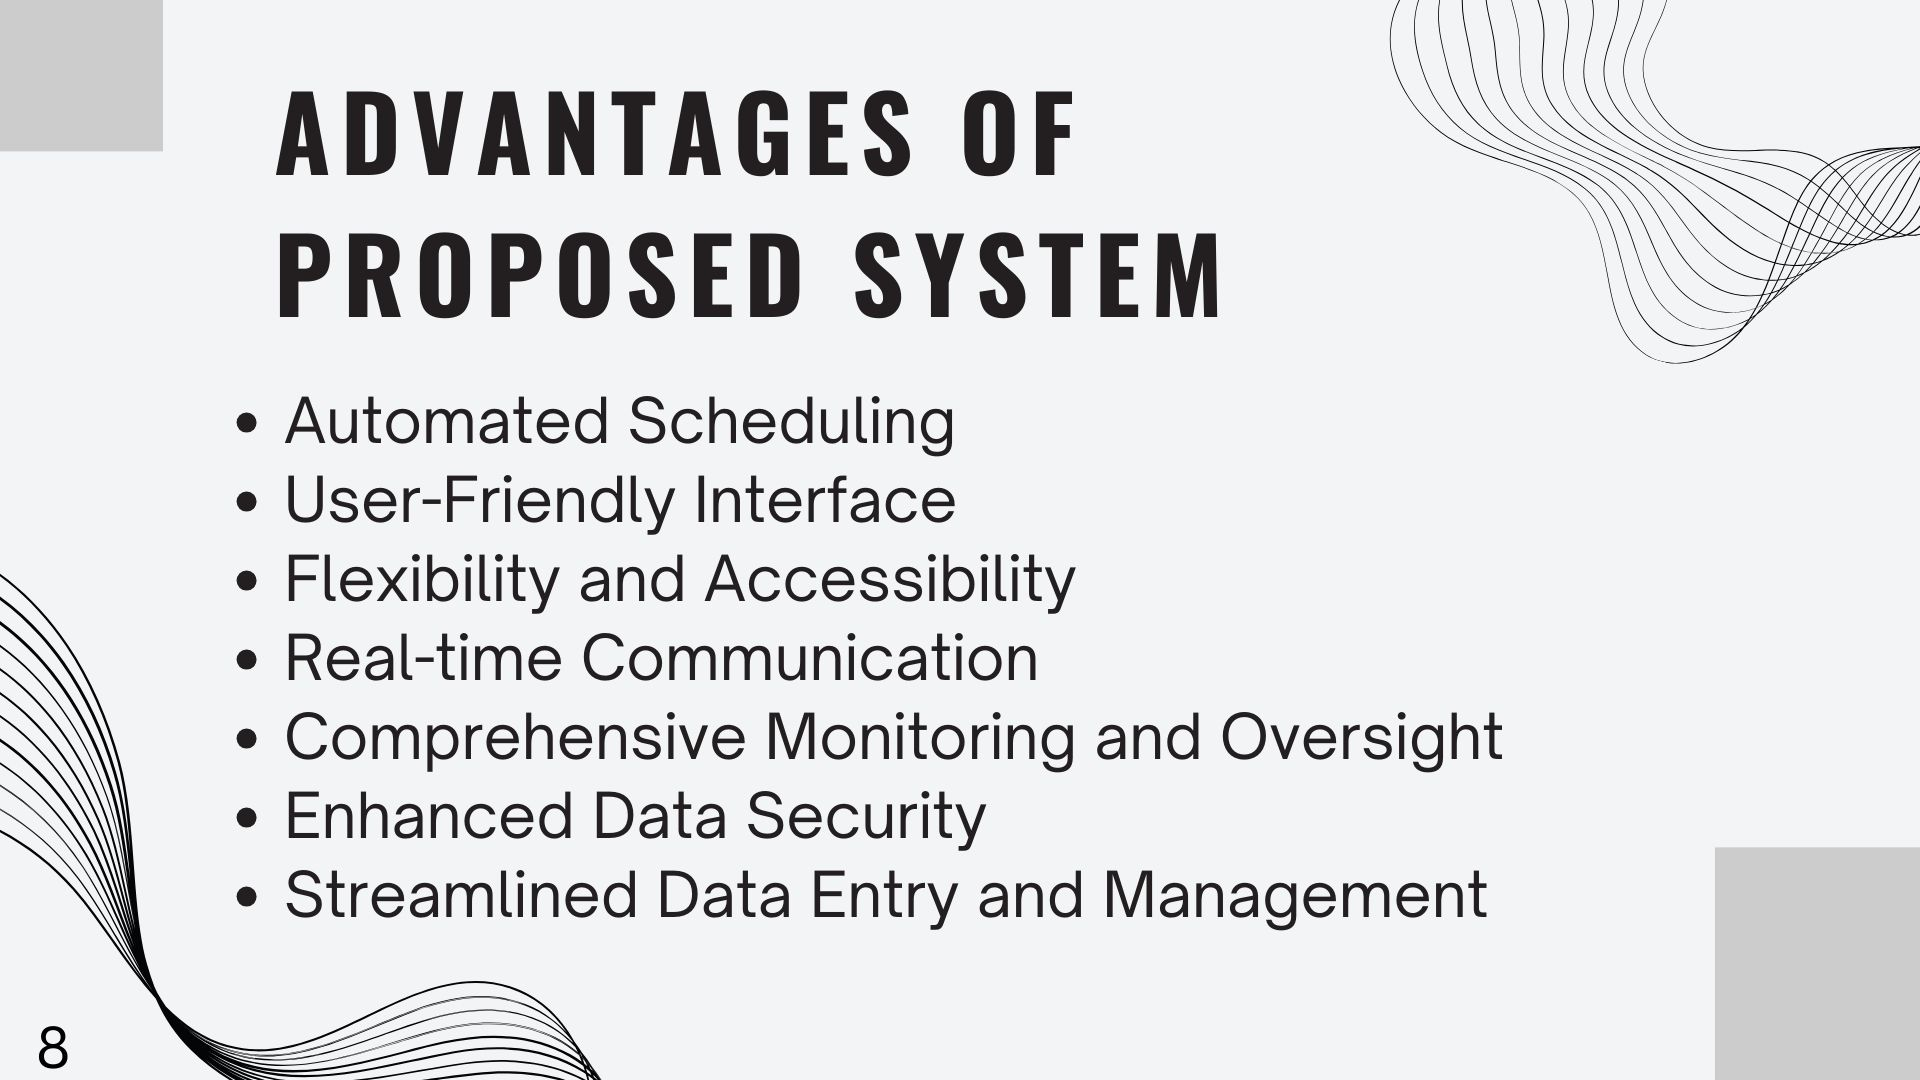 ADVANTAGES OF
PROPOSED SYSTEM
• Automated Scheduling
• User-Friendly Interface
• Flexibility and Accessibility
• Real-time Communication
• Comprehensive Monitoring and Oversight
• Enhanced Data Security
• Streamlined Data Entry and Management
8